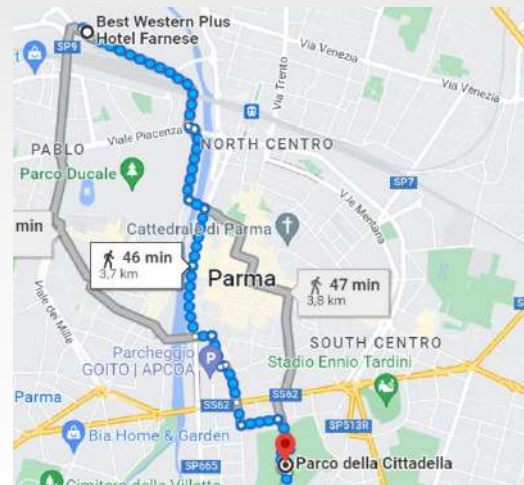 Best Western Plus
Hotel Farnese
SP9
Via Venezia
Via Venezia
Via Trento
Viale Piacenza
NORTH CENTRO
PABLO
Parco Ducale
SP7
V.le Mentana
Cattedrale di Parma
min
46 min
3,7 km
Parma
47 min
3,8 km
Viale dei Mille
SOUTH CENTRO
Parcheggio
GOITO | APCOA
P
Stadio Ennio Tardini
Parma
SS62
SS62
SP513R
Bia Home & Garden
SP665
Parco della Cittadella
Cimitero della Villetta